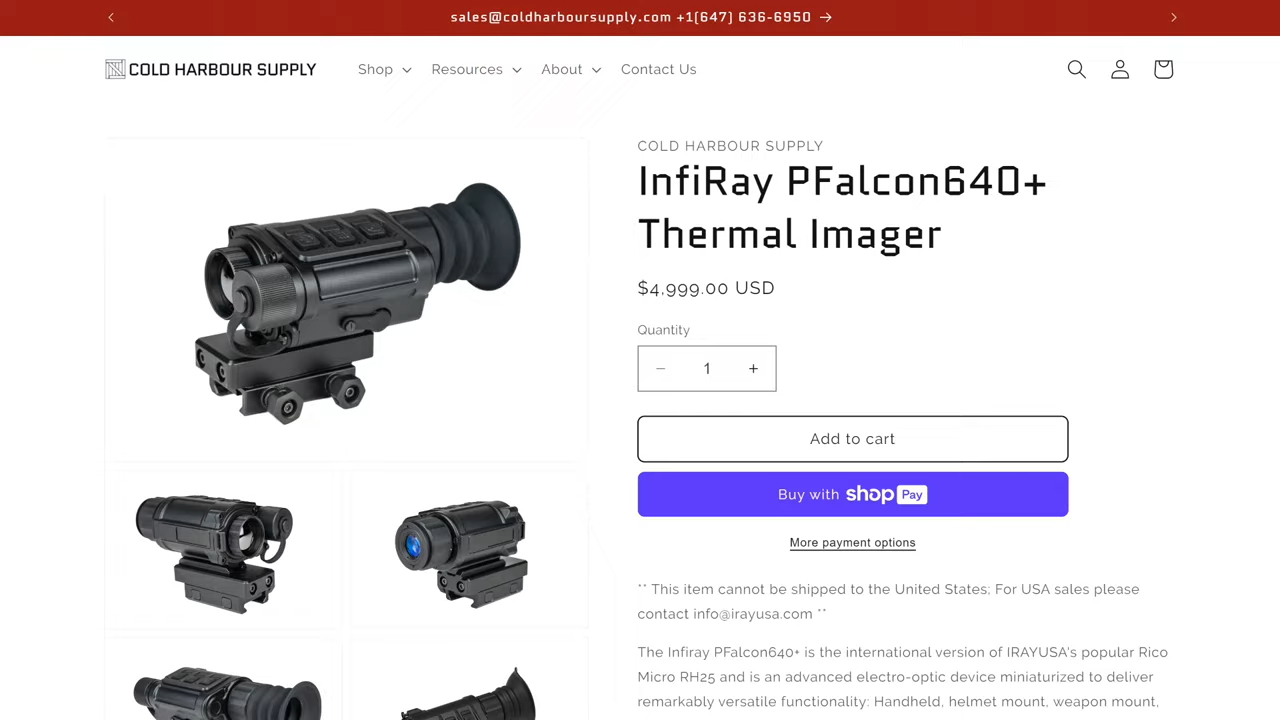 sales@coldharboursupply.com +1(647) 636-6950 →
COLD HARBOUR SUPPLY
Shop
Resources
About
Contact Us
COLD HARBOUR SUPPLY
InfiRay PFalcon640+
Thermal Imager
$4,999.00 USD
Quantity
− 1 +
Add to cart
Buy with shop Pay
More payment options
** This item cannot be shipped to the United States; For USA sales please
contact info@irayusa.com **
The Infiray PFalcon640+ is the international version of IRAYUSA's popular Rico
Micro RH25 and is an advanced electro-optic device miniaturized to deliver
remarkably versatile functionality: Handheld, helmet mount, weapon mount,